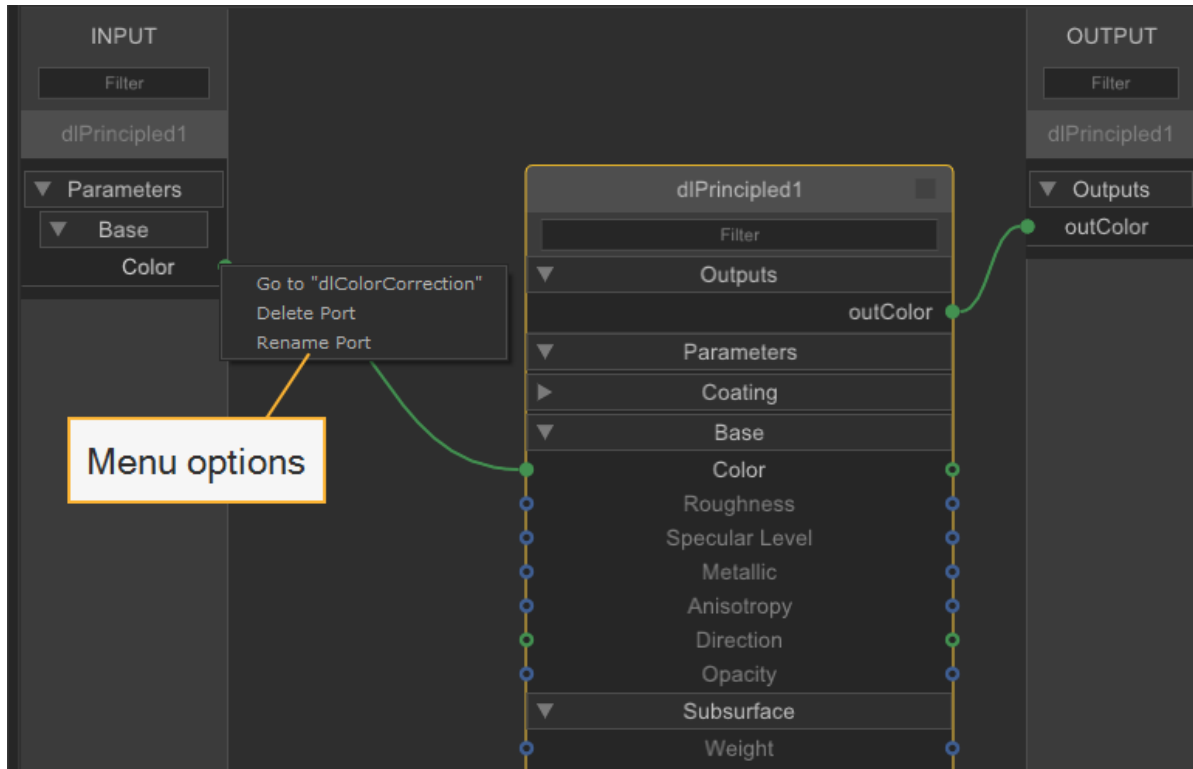 INPUT
Filter
dlPrincipled1
Parameters
Base
Color
Go to "dlColorCorrection"
Delete Port
Rename Port
Menu options
dlPrincipled1
Filter
Outputs
outColor
Parameters
Coating
Base
Color
Roughness
Specular Level
Metallic
Anisotropy
Direction
Opacity
Subsurface
Weight
OUTPUT
Filter
dlPrincipled1
Outputs
outColor